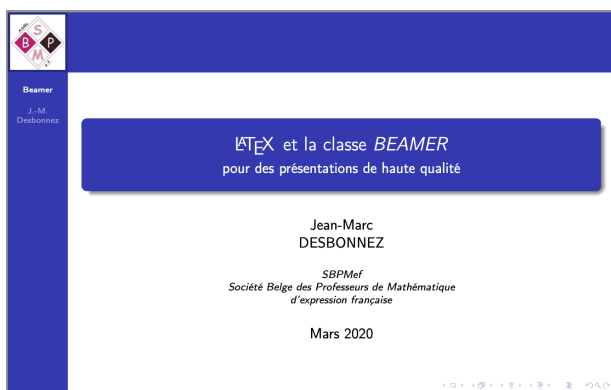 S
B P
M
Beamer
J.-M.
Desbonnez
LATEX et la classe BEAMER
pour des présentations de haute qualité
Jean-Marc
DESBONNEZ
SBPMef
Société Belge des Professeurs de Mathématique
d'expression française
Mars 2020